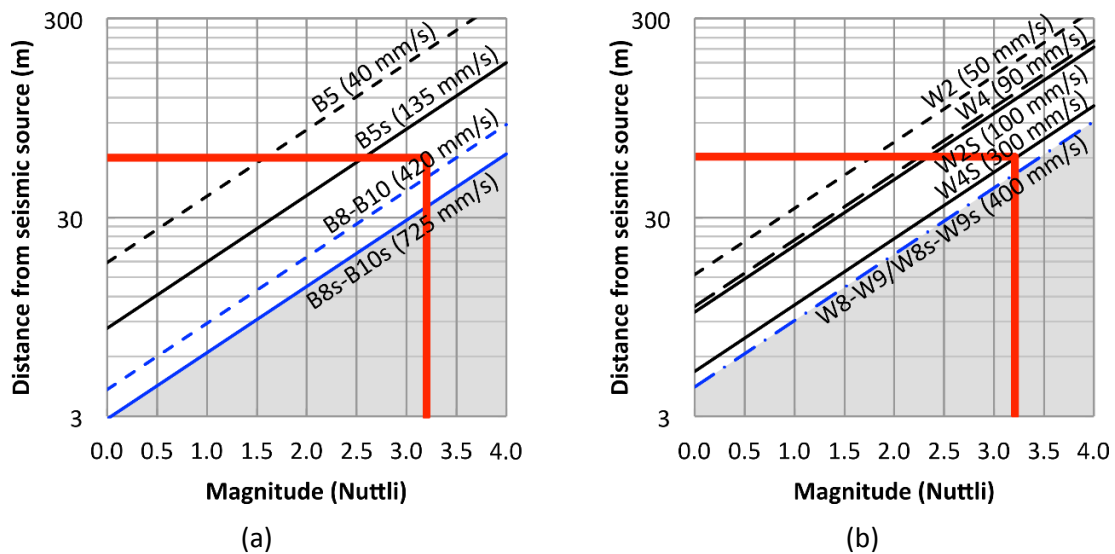 Distance from seismic source (m)
300
30
3
B5 (40 mm/s)
B5s (135 mm/s)
B8-B10 (420 mm/s)
B8s-B10s (725 mm/s)
0.0 0.5 1.0 1.5 2.0 2.5 3.0 3.5 4.0
Magnitude (Nuttli)
(a)
Distance from seismic source (m)
300
30
3
W2 (50 mm/s)
W4 (90 mm/s)
W2S (100 mm/s)
W4S (300 mm/s)
W8-W9/W8s-W9s (400 mm/s)
0.0 0.5 1.0 1.5 2.0 2.5 3.0 3.5 4.0
Magnitude (Nuttli)
(b)